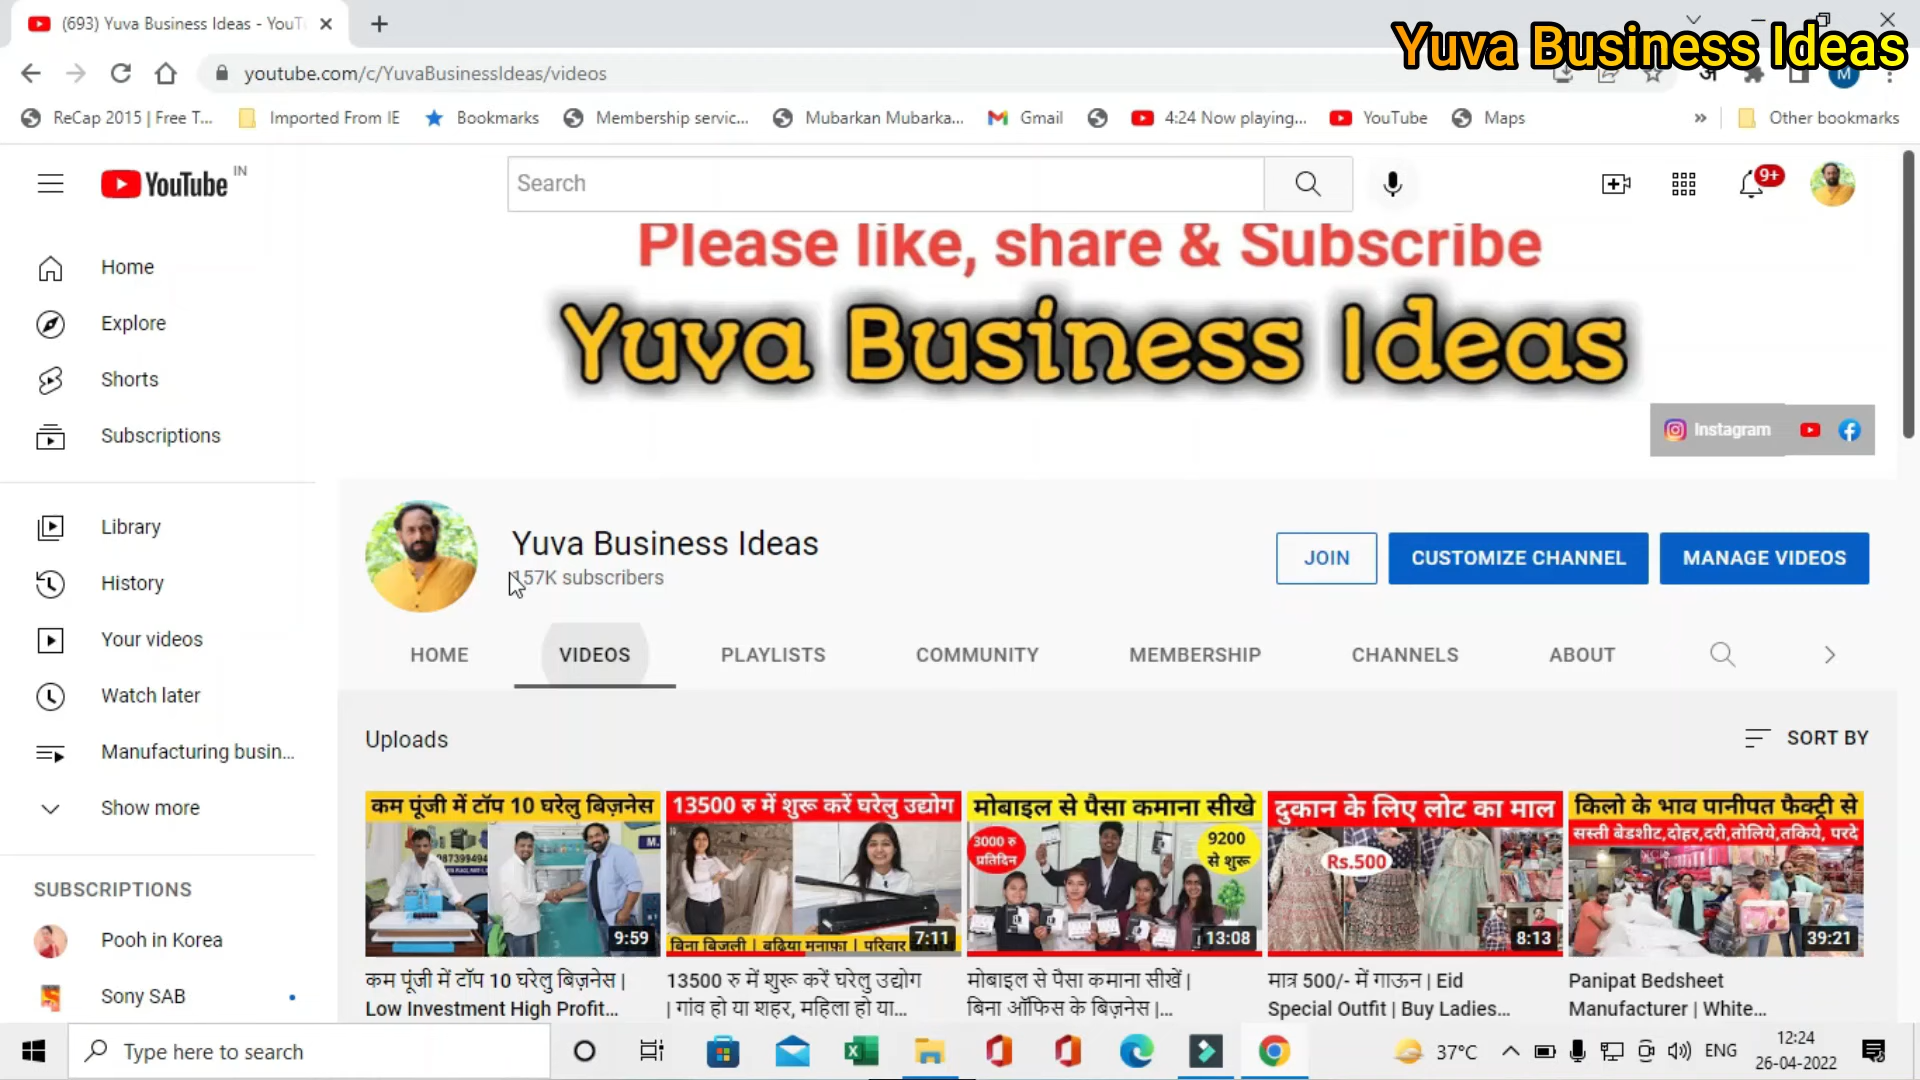 (693) Yuva Business Ideas - YouT
Yuva Business Ideas
youtube.com/c/YuvaBusinessIdeas/videos
M
ReCap 2015 | Free T...
Imported From IE
Bookmarks
Membership servic...
Mubarkan Mubarka...
Gmail
4:24 Now playing...
YouTube
Maps
»
Other bookmarks
YouTube IN
Search
9+
Please like, share & Subscribe
Yuva Business Ideas
Instagram
Home
Explore
Shorts
Subscriptions
Library
History
Your videos
Watch later
Manufacturing busin...
Show more
SUBSCRIPTIONS
Pooh in Korea
Sony SAB
Yuva Business Ideas
157K subscribers
JOIN
CUSTOMIZE CHANNEL
MANAGE VIDEOS
HOME
VIDEOS
PLAYLISTS
COMMUNITY
MEMBERSHIP
CHANNELS
ABOUT
Uploads
SORT BY
कम पूंजी में टॉप 10 घरेलु बिज़नेस
9:59
कम पूंजी में टॉप 10 घरेलु बिज़नेस |
Low Investment High Profit...
13500 रु में शुरू करें घरेलु उद्योग
बिना बिजली | बढ़िया मनाफ़ा | परिवार
7:11
13500 रु में शुरू करें घरेलु उद्योग
| गांव हो या शहर, महिला हो या...
मोबाइल से पैसा कमाना सीखे
3000 रु
प्रतिदिन
9200
से शुरू
13:08
मोबाइल से पैसा कमाना सीखें |
बिना ऑफिस के बिज़नेस |...
दुकान के लिए लोट का माल
Rs.500
8:13
मात्र 500/- में गाऊन | Eid
Special Outfit | Buy Ladies...
किलो के भाव पानीपत फैक्ट्री से
सस्ती बेडशीट,दोहर,दरी,तोलिये,तकिये, परदे
39:21
Panipat Bedsheet
Manufacturer | White...
Type here to search
37°C
ENG
12:24
26-04-2022